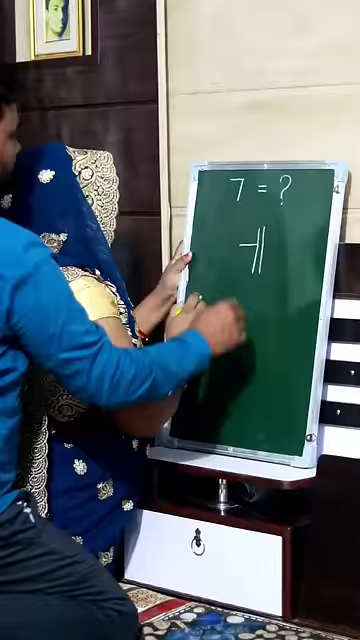 7 = ?